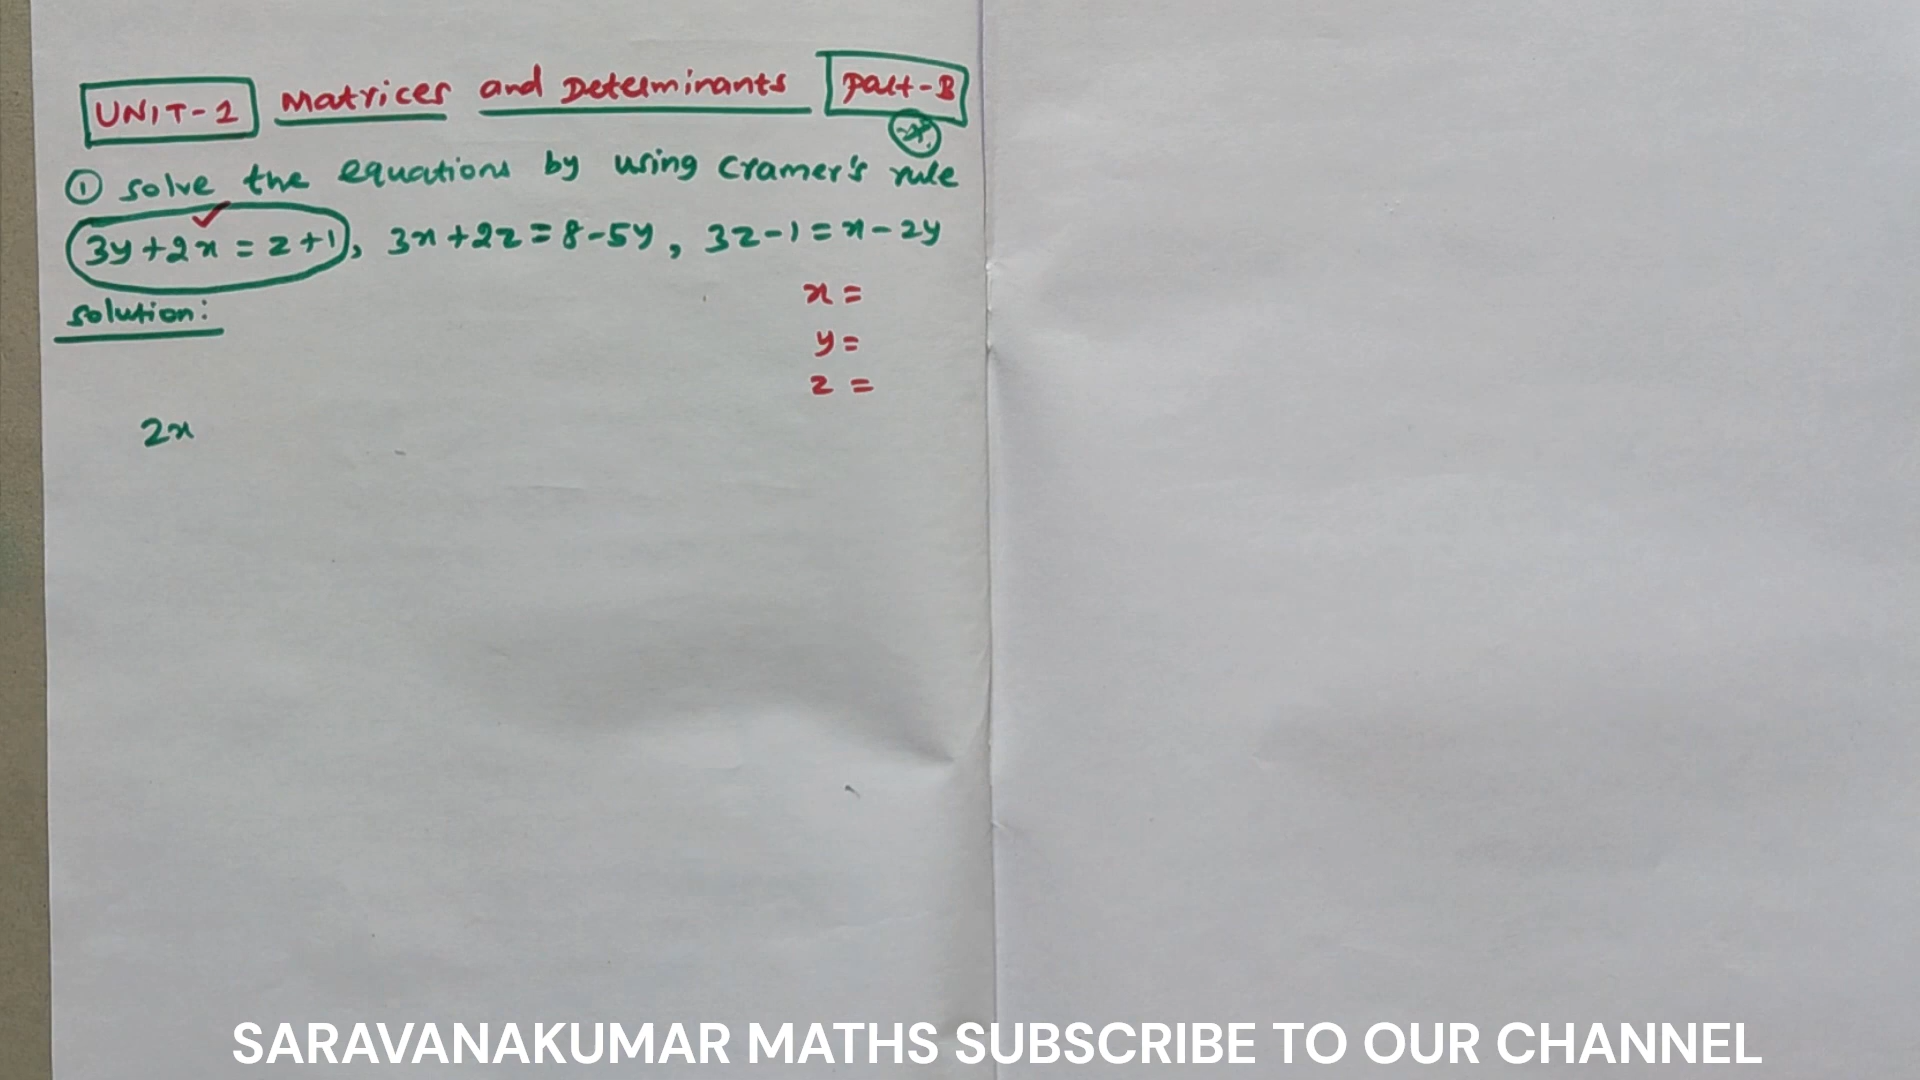 UNIT-1 Matrices and Determinants Part-B
① solve the equations by using Cramer's rule
3y+2x=z+1, 3x+2z=8-5y, 3z-1=x-2y
solution:
x=
y=
z=
2x
SARAVANAKUMAR MATHS SUBSCRIBE TO OUR CHANNEL